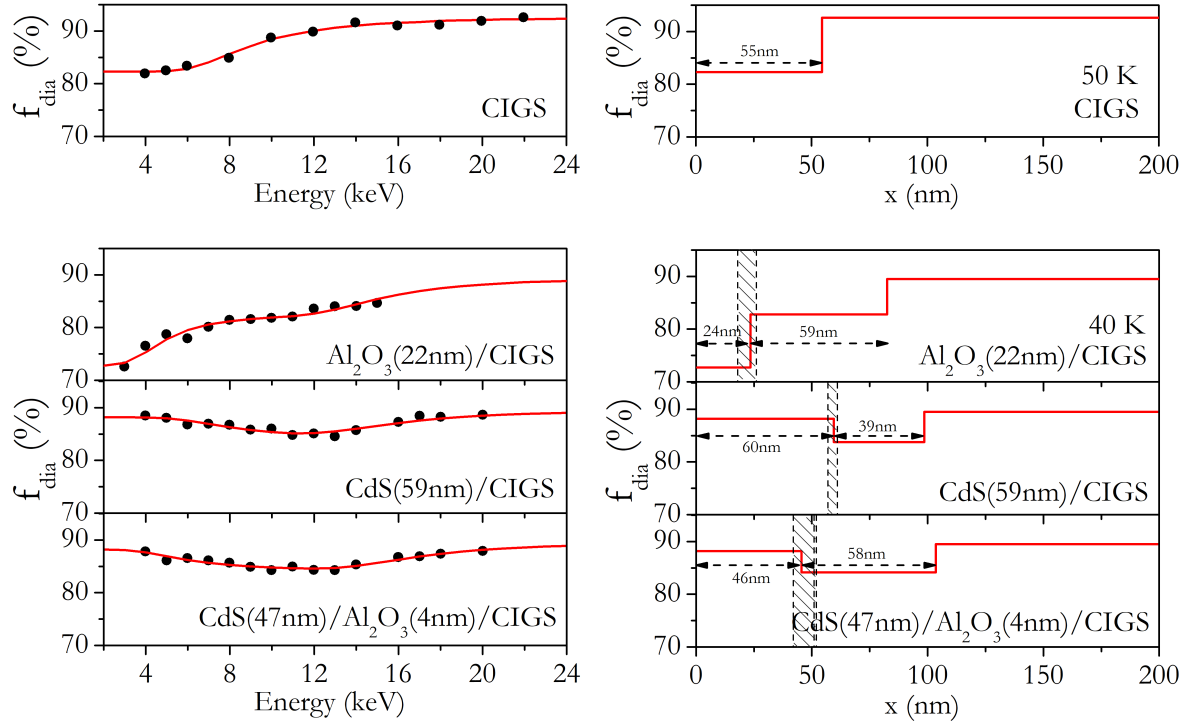 f_dia (%)
90
80
70
CIGS
4 8 12 16 20 24
Energy (keV)
f_dia (%)
90
80
70
55nm
50 K
CIGS
0 50 100 150 200
x (nm)
90
80
70
Al₂O₃(22nm)/CIGS
f_dia (%)
90
80
70
CdS(59nm)/CIGS
90
80
70
CdS(47nm)/Al₂O₃(4nm)/CIGS
4 8 12 16 20 24
Energy (keV)
90
80
70
24nm 59nm
40 K
Al₂O₃(22nm)/CIGS
f_dia (%)
90
80
70
60nm 39nm
CdS(59nm)/CIGS
90
80
70
46nm 58nm
CdS(47nm)/Al₂O₃(4nm)/CIGS
0 50 100 150 200
x (nm)